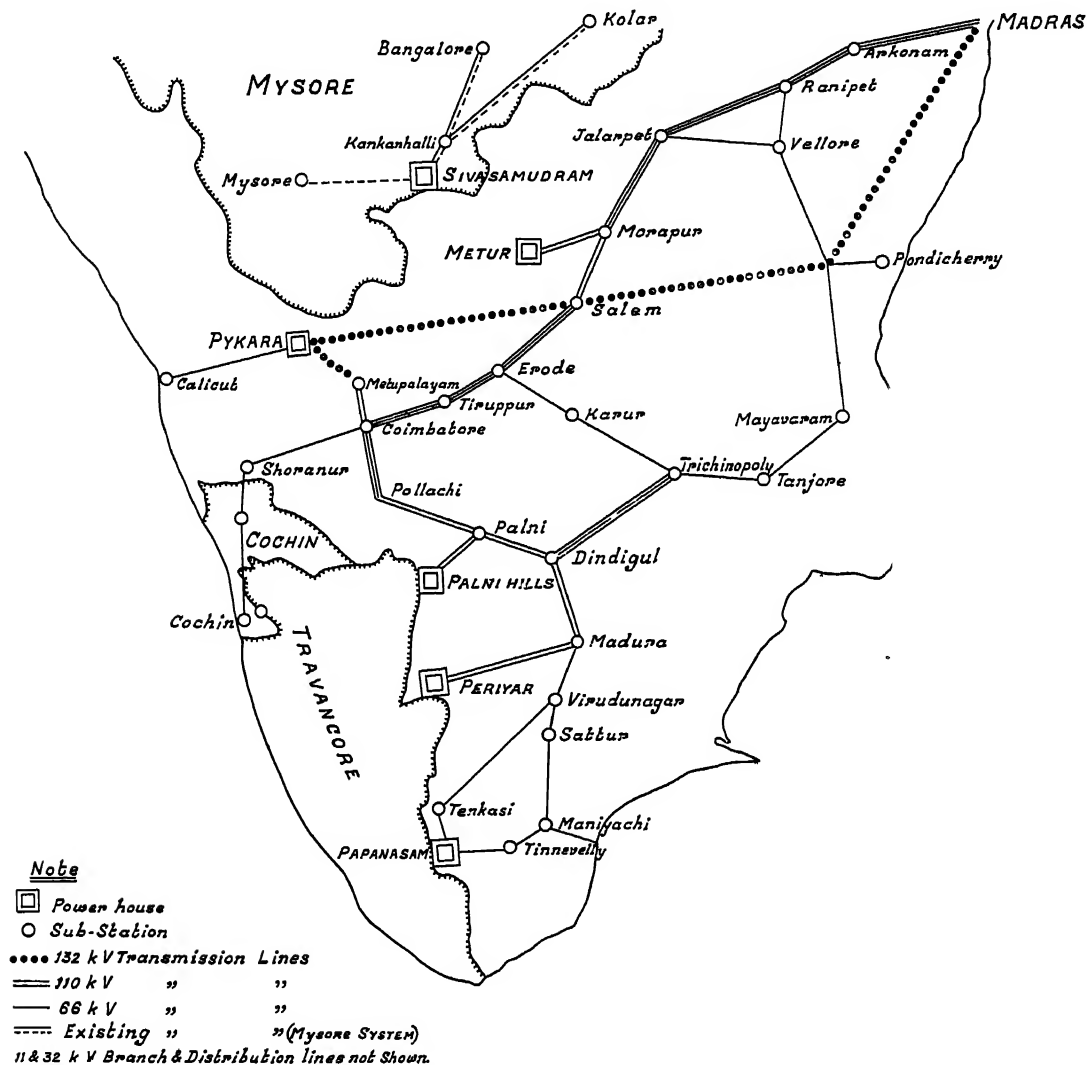 Kolar
MADRAS
Bangalore
Arkonam
MYSORE
Ranipet
Jalarpet
Kankanhalli
Vellore
Mysore
SIVASAMUDRAM
Morapur
METUR
Pondicherry
Salem
PYKARA
Erode
Calicut
Metupalayam
Tiruppur
Karur
Mayavaram
Coimbatore
Shoranur
Trichinopoly
Tanjore
Pollachi
Palni
COCHIN
Dindigul
PALNI HILLS
Cochin
TRAVANCORE
Madura
PERIYAR
Virudunagar
Sattur
Tenkasi
Maniyachi
PAPANASAM
Tinnevelly
Note
Power house
Sub-Station
132 kV Transmission Lines
110 kV „ „
66 kV „ „
Existing „ „ (MYSORE SYSTEM)
11 & 32 kV Branch & Distribution lines not Shown.